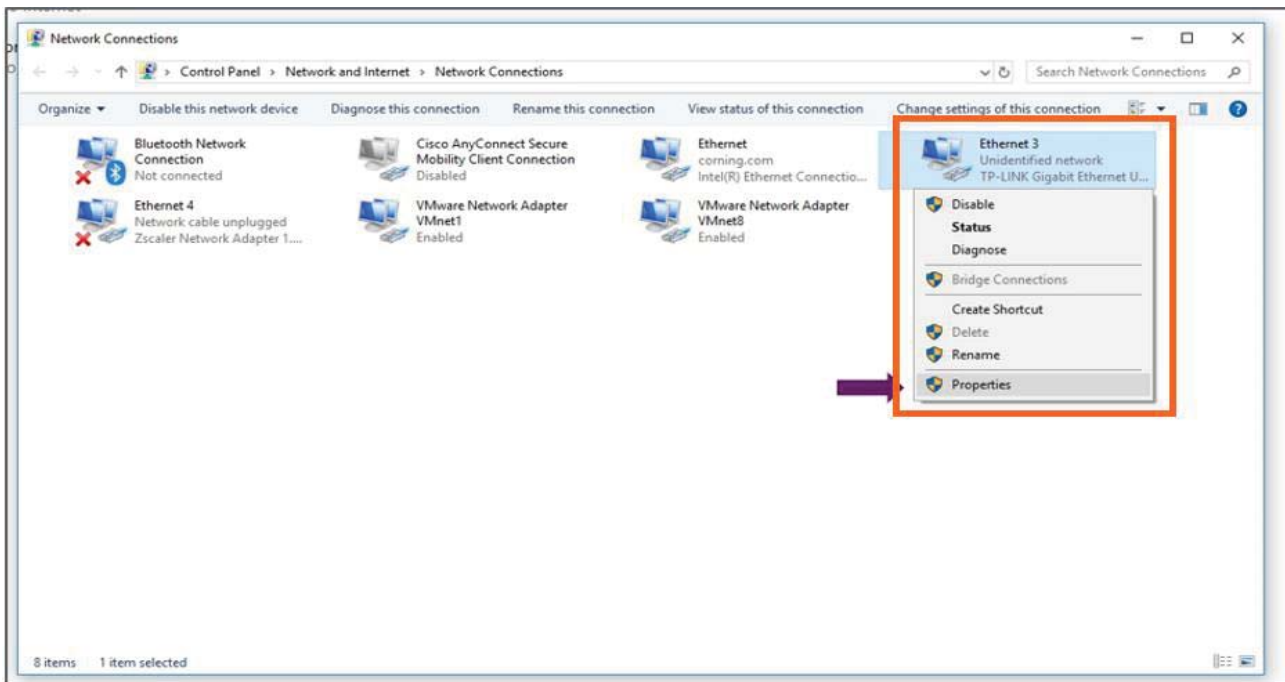 Network Connections
Control Panel > Network and Internet > Network Connections
Search Network Connections
Organize
Disable this network device
Diagnose this connection
Rename this connection
View status of this connection
Change settings of this connection
Bluetooth Network
Connection
Not connected
Cisco AnyConnect Secure
Mobility Client Connection
Disabled
Ethernet
corning.com
Intel(R) Ethernet Connectio...
Ethernet 3
Unidentified network
TP-LINK Gigabit Ethernet U...
Ethernet 4
Network cable unplugged
Zscaler Network Adapter 1....
VMware Network Adapter
VMnet1
Enabled
VMware Network Adapter
VMnet8
Enabled
Disable
Status
Diagnose
Bridge Connections
Create Shortcut
Delete
Rename
Properties
8 items
1 item selected